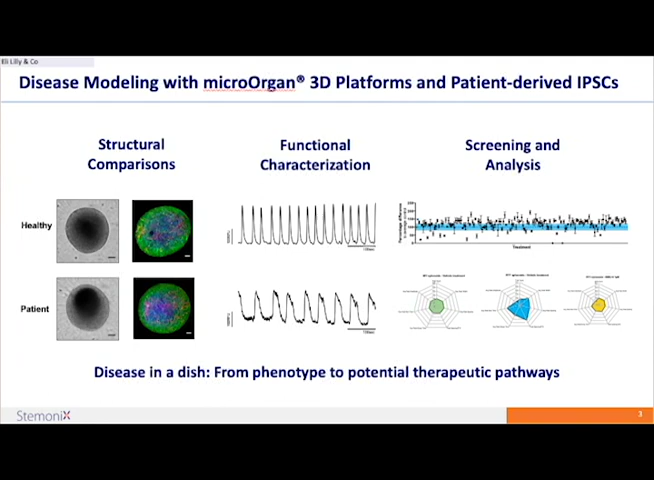 Eli Lilly & Co
Disease Modeling with microOrgan® 3D Platforms and Patient-derived IPSCs
Structural
Comparisons
Functional
Characterization
Screening and
Analysis
Healthy
Patient
Treatment
Disease in a dish: From phenotype to potential therapeutic pathways
StemoniX
3